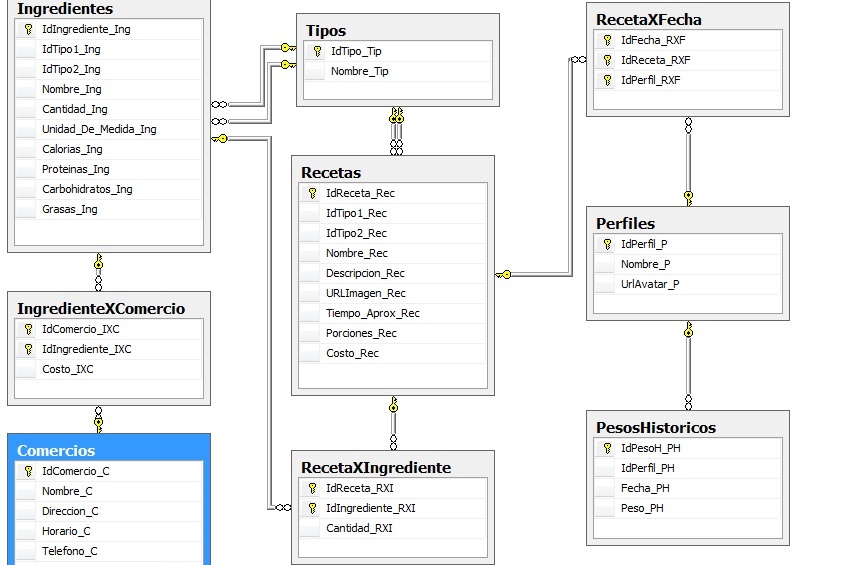 Ingredientes
IdIngrediente_Ing
IdTipo1_Ing
IdTipo2_Ing
Nombre_Ing
Cantidad_Ing
Unidad_De_Medida_Ing
Calorias_Ing
Proteinas_Ing
Carbohidratos_Ing
Grasas_Ing
IngredienteXComercio
IdComercio_IXC
IdIngrediente_IXC
Costo_IXC
Comercios
IdComercio_C
Nombre_C
Direccion_C
Horario_C
Telefono_C
Tipos
IdTipo_Tip
Nombre_Tip
Recetas
IdReceta_Rec
IdTipo1_Rec
IdTipo2_Rec
Nombre_Rec
Descripcion_Rec
URLImagen_Rec
Tiempo_Aprox_Rec
Porciones_Rec
Costo_Rec
RecetaXIngrediente
IdReceta_RXI
IdIngrediente_RXI
Cantidad_RXI
RecetaXFecha
IdFecha_RXF
IdReceta_RXF
IdPerfil_RXF
Perfiles
IdPerfil_P
Nombre_P
UrlAvatar_P
PesosHistoricos
IdPesoH_PH
IdPerfil_PH
Fecha_PH
Peso_PH